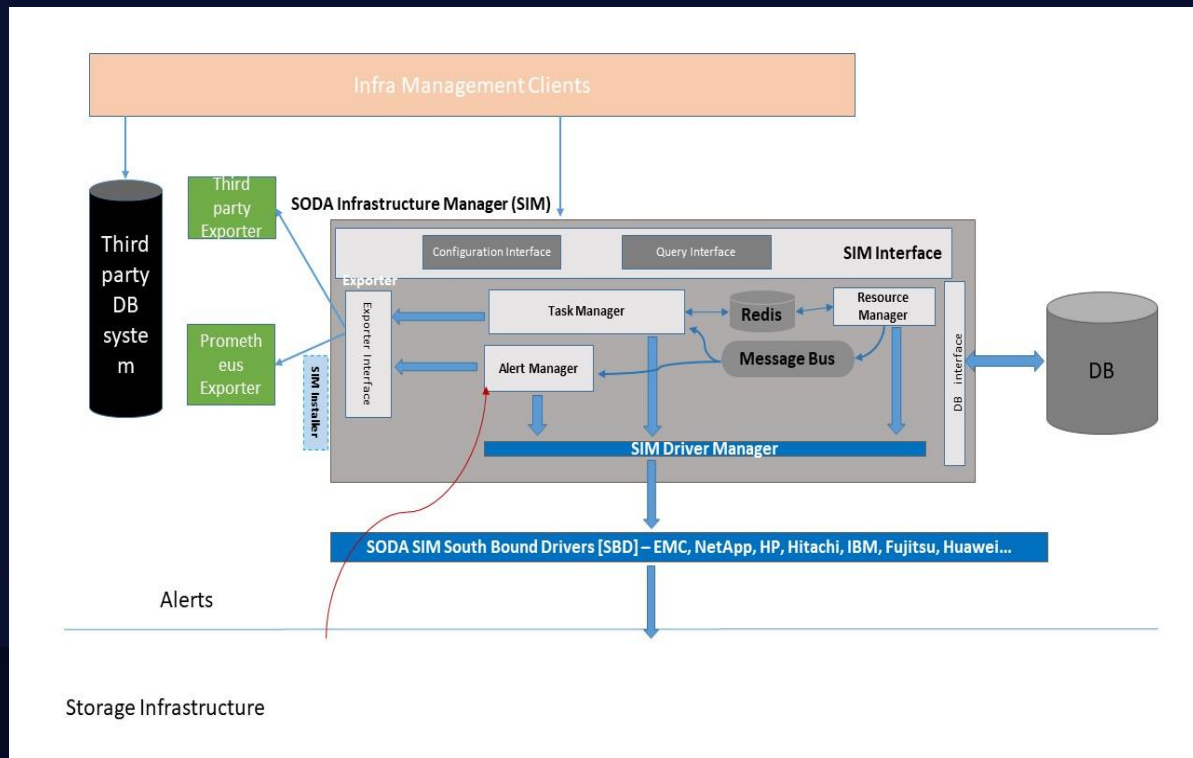 Infra Management Clients
Third
party
DB
syste
m
Third
party
Exporter
Prometh
eus
Exporter
SODA Infrastructure Manager (SIM)
Configuration Interface
Query Interface
SIM Interface
Exporter
Exporter Interface
SIM Installer
Task Manager
Redis
Resource
Manager
Message Bus
Alert Manager
DB interface
DB
SIM Driver Manager
SODA SIM South Bound Drivers [SBD] – EMC, NetApp, HP, Hitachi, IBM, Fujitsu, Huawei...
Alerts
Storage Infrastructure